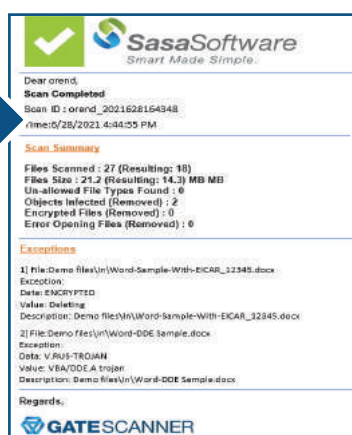 SasaSoftware
Smart Made Simple.
Dear orend,
Scan Completed
Scan ID : orend_2021628164348
Time:6/28/2021 4:44:55 PM
Scan Summary
Files Scanned : 27 (Resulting: 18)
Files Size : 21.2 (Resulting: 14.3) MB MB
Un-allowed File Types Found : 0
Objects Infected (Removed) : 2
Encrypted Files (Removed) : 0
Error Opening Files (Removed) : 0
Exceptions
1] File:Demo files\In\Word-Sample-With-EICAR_12345.docx
Exception:
Data: ENCRYPTED
Value: Deleting
Description: Demo files\In\Word-Sample-With-EICAR_12345.docx
2] File:Demo files\In\Word-DDE Sample.docx
Exception:
Data: VIRUS-TROJAN
Value: VBA/DDE.A trojan
Description: Demo files\In\Word-DDE Sample.docx
Regards,
GATESCANNER